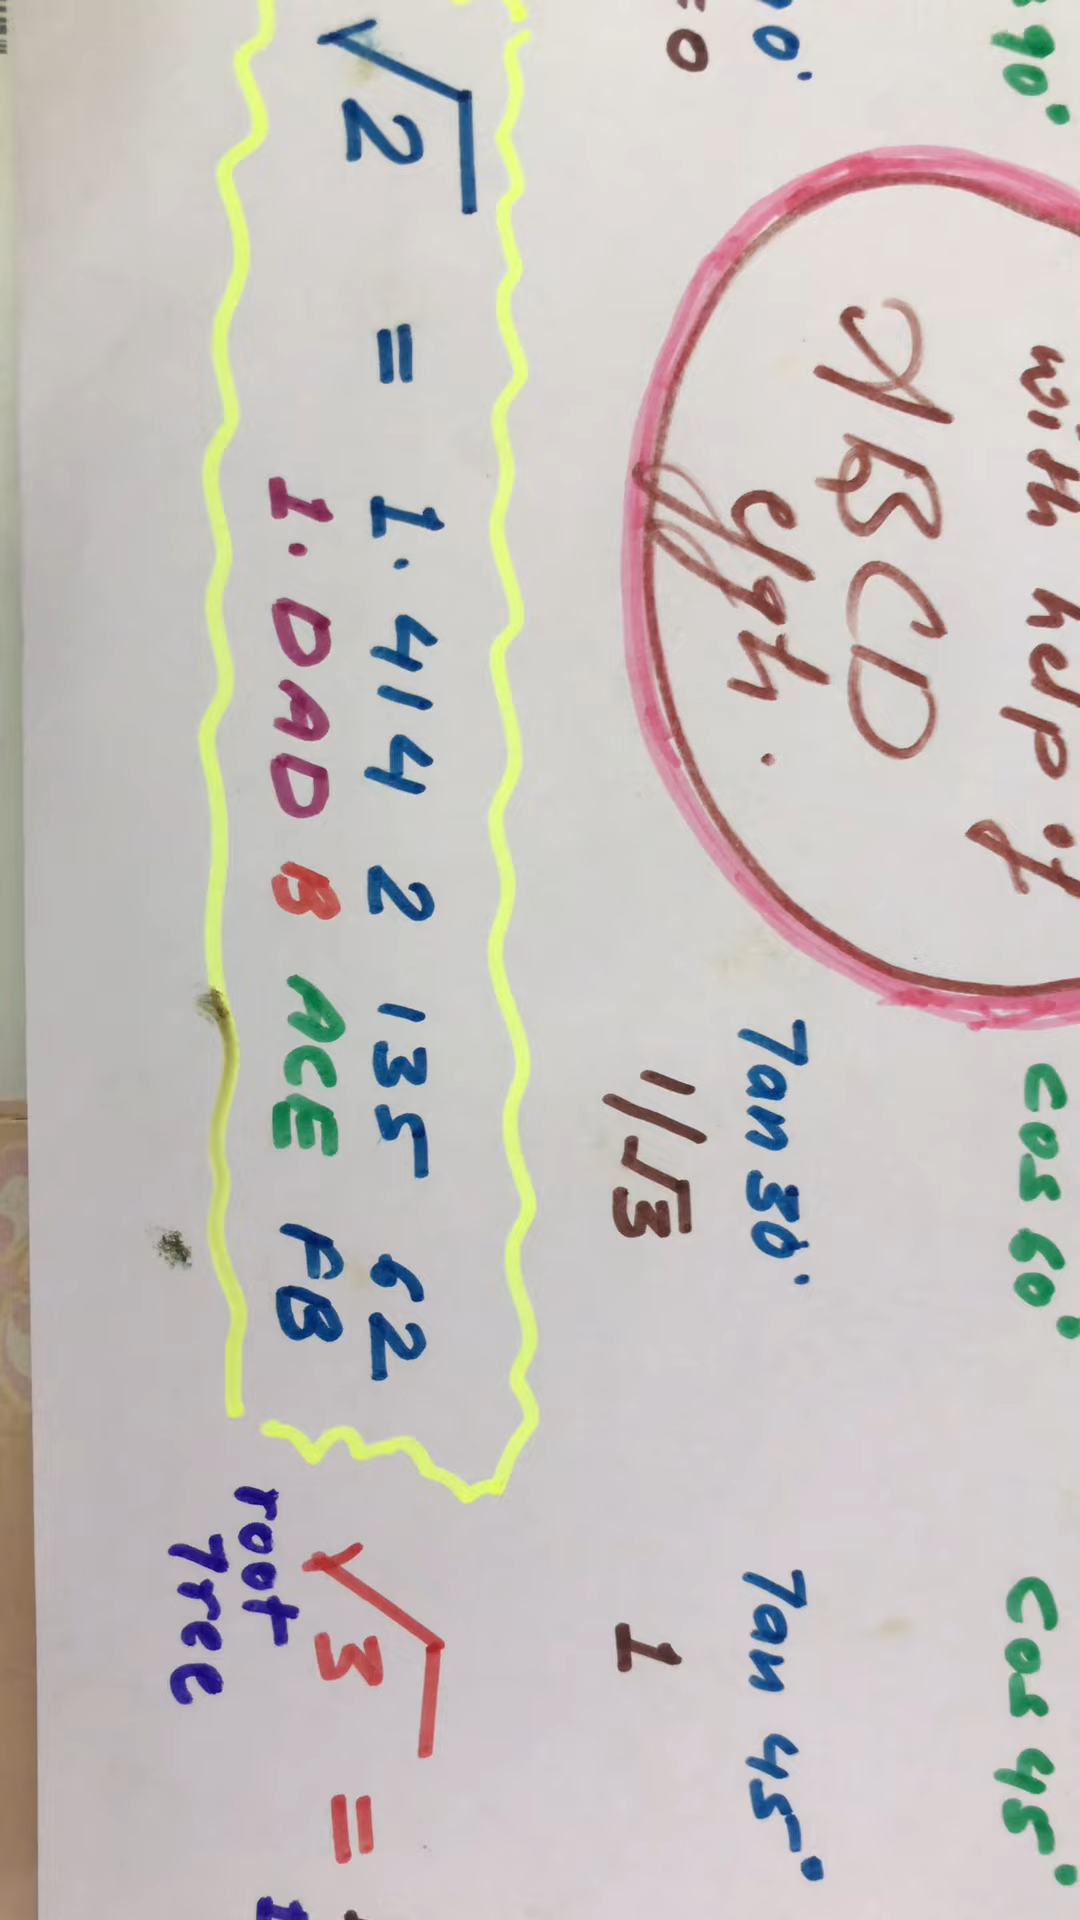 90°
with help of
ABCD
Cos 60°
Cos 45°
0°
Tan 30°
Tan 45°
= 0
1/√3
1
√2 = 1.414 2 135 62
1.DAD B ACE FB
√3 =
root
Tree